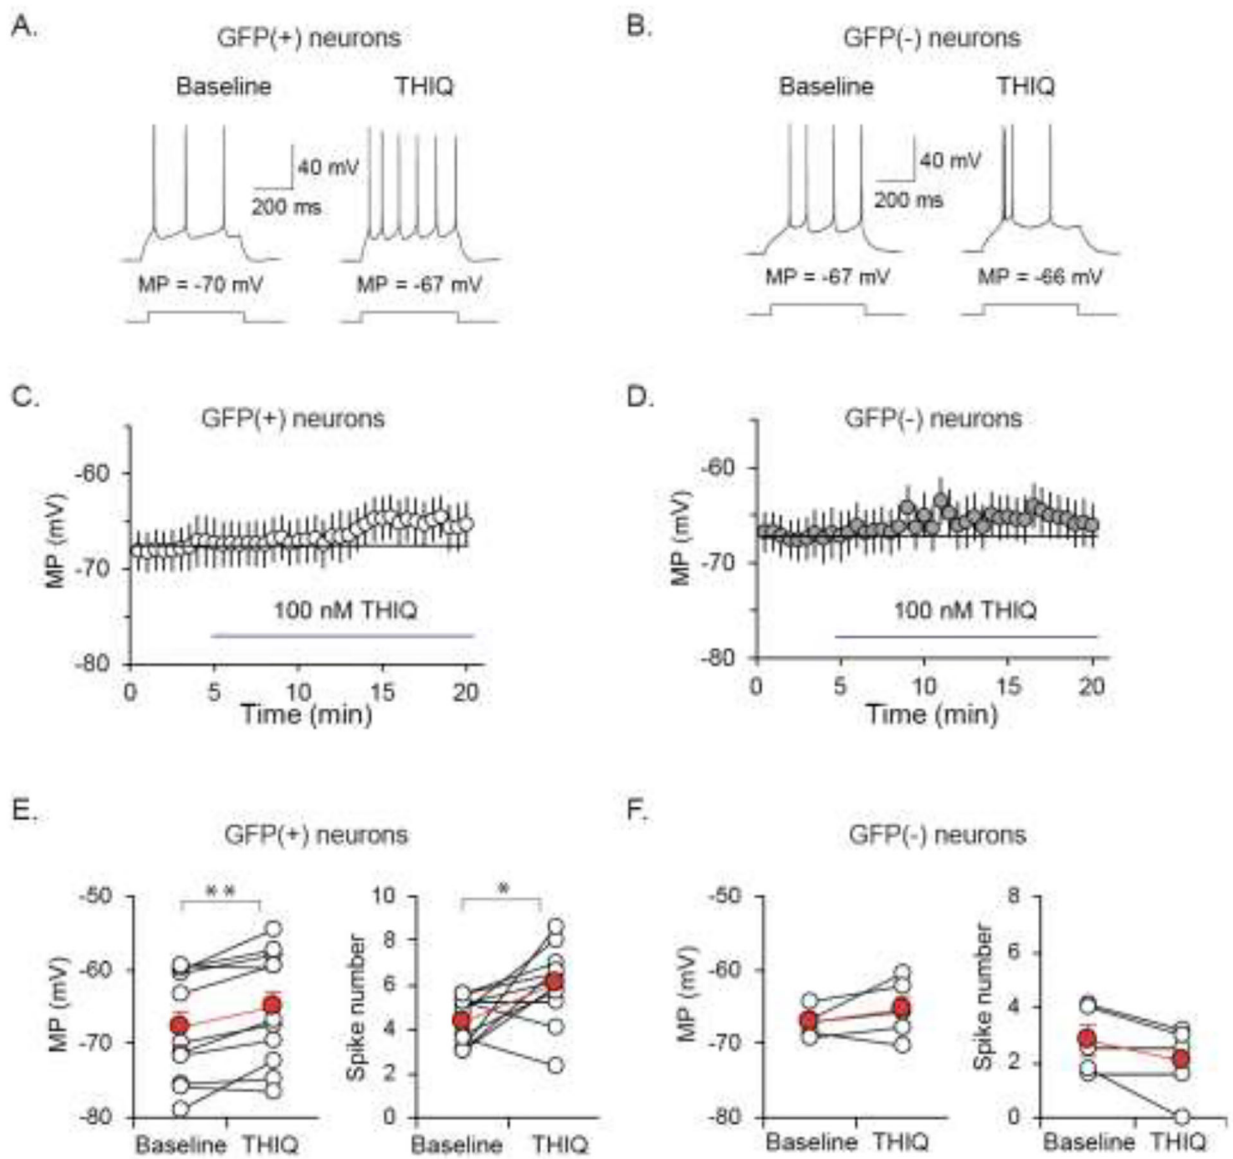 A.
GFP(+) neurons
Baseline THIQ
40 mV
200 ms
MP = -70 mV MP = -67 mV
B.
GFP(-) neurons
Baseline THIQ
40 mV
200 ms
MP = -67 mV MP = -66 mV
C.
GFP(+) neurons
-60
-70
-80
MP (mV)
100 nM THIQ
0 5 10 15 20
Time (min)
D.
GFP(-) neurons
-60
-70
-80
MP (mV)
100 nM THIQ
0 5 10 15 20
Time (min)
E.
GFP(+) neurons
-50
-60
-70
-80
MP (mV)
**
Baseline THIQ
10
8
6
4
2
0
Spike number
*
Baseline THIQ
F.
GFP(-) neurons
-50
-60
-70
-80
MP (mV)
Baseline THIQ
8
6
4
2
0
Spike number
Baseline THIQ